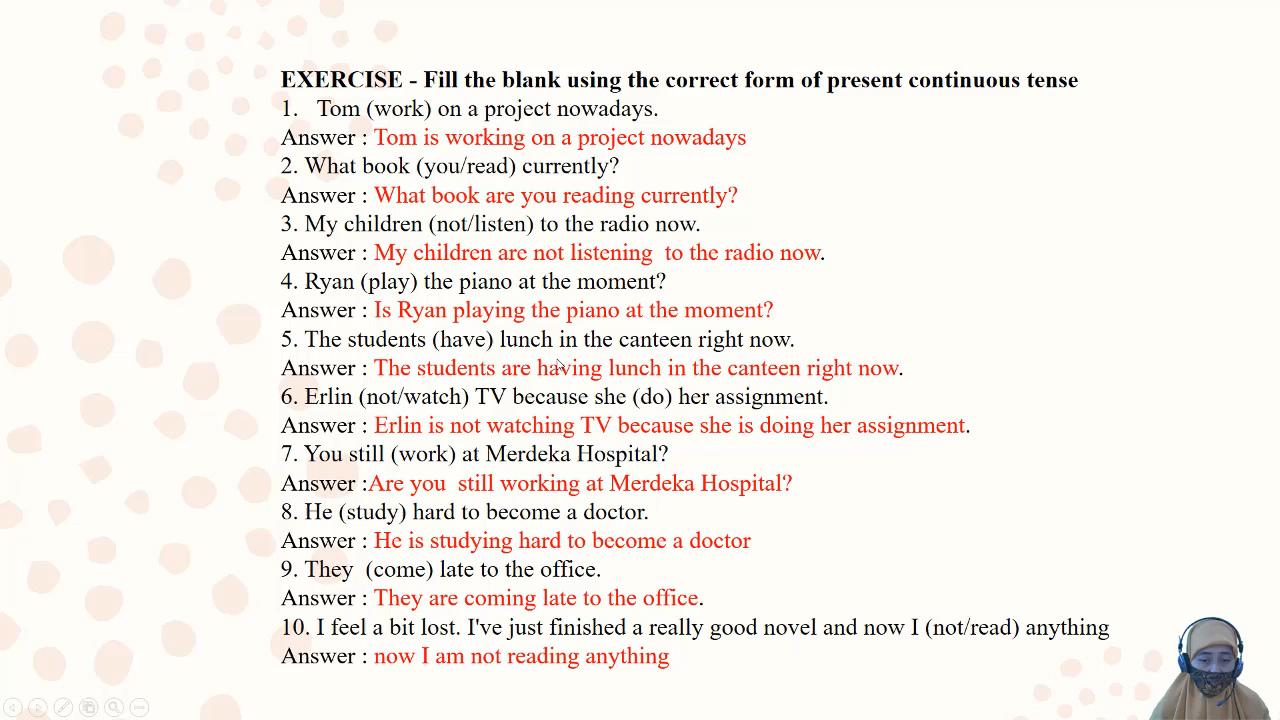 EXERCISE - Fill the blank using the correct form of present continuous tense
1. Tom (work) on a project nowadays.
Answer : Tom is working on a project nowadays
2. What book (you/read) currently?
Answer : What book are you reading currently?
3. My children (not/listen) to the radio now.
Answer : My children are not listening to the radio now.
4. Ryan (play) the piano at the moment?
Answer : Is Ryan playing the piano at the moment?
5. The students (have) lunch in the canteen right now.
Answer : The students are having lunch in the canteen right now.
6. Erlin (not/watch) TV because she (do) her assignment.
Answer : Erlin is not watching TV because she is doing her assignment.
7. You still (work) at Merdeka Hospital?
Answer :Are you still working at Merdeka Hospital?
8. He (study) hard to become a doctor.
Answer : He is studying hard to become a doctor
9. They (come) late to the office.
Answer : They are coming late to the office.
10. I feel a bit lost. I've just finished a really good novel and now I (not/read) anything
Answer : now I am not reading anything